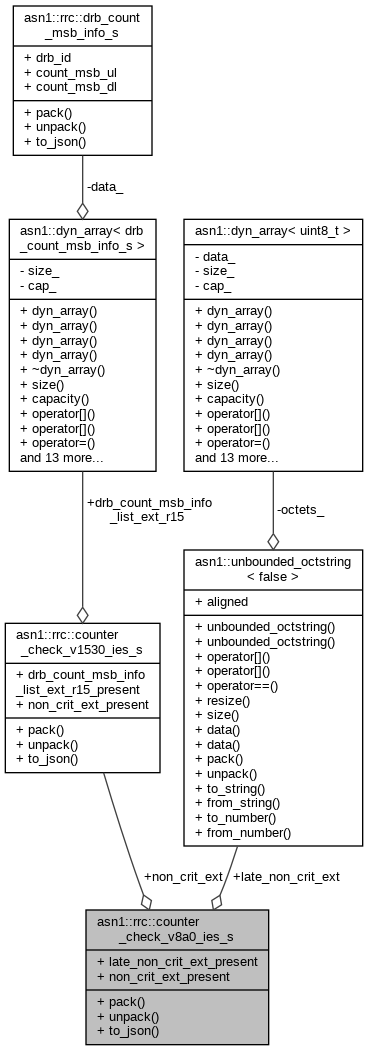 asn1::rrc::drb_count
_msb_info_s
+ drb_id
+ count_msb_ul
+ count_msb_dl
+ pack()
+ unpack()
+ to_json()
-data_
asn1::dyn_array< drb
_count_msb_info_s >
- size_
- cap_
+ dyn_array()
+ dyn_array()
+ dyn_array()
+ dyn_array()
+ ~dyn_array()
+ size()
+ capacity()
+ operator[]()
+ operator[]()
+ operator=()
and 13 more...
asn1::dyn_array< uint8_t >
- data_
- size_
- cap_
+ dyn_array()
+ dyn_array()
+ dyn_array()
+ dyn_array()
+ ~dyn_array()
+ size()
+ capacity()
+ operator[]()
+ operator[]()
+ operator=()
and 13 more...
+drb_count_msb_info
_list_ext_r15
-octets_
asn1::rrc::counter
_check_v1530_ies_s
+ drb_count_msb_info
_list_ext_r15_present
+ non_crit_ext_present
+ pack()
+ unpack()
+ to_json()
asn1::unbounded_octstring
< false >
+ aligned
+ unbounded_octstring()
+ unbounded_octstring()
+ operator[]()
+ operator[]()
+ operator==()
+ resize()
+ size()
+ data()
+ data()
+ pack()
+ unpack()
+ to_string()
+ from_string()
+ to_number()
+ from_number()
+non_crit_ext
+late_non_crit_ext
asn1::rrc::counter
_check_v8a0_ies_s
+ late_non_crit_ext_present
+ non_crit_ext_present
+ pack()
+ unpack()
+ to_json()